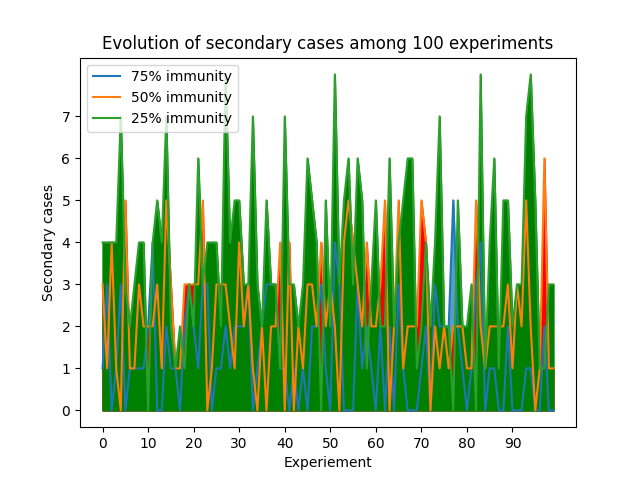 Evolution of secondary cases among 100 experiments
75% immunity
50% immunity
25% immunity
7
6
5
4
3
2
1
0
Secondary cases
0 10 20 30 40 50 60 70 80 90
Experiement